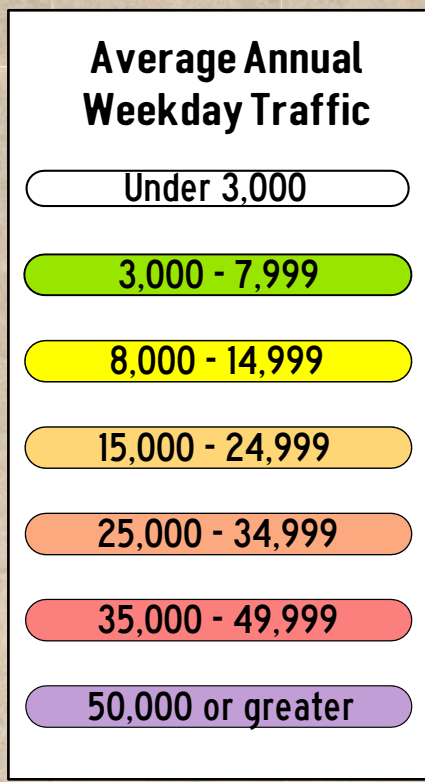 Average Annual
Weekday Traffic
Under 3,000
3,000 - 7,999
8,000 - 14,999
15,000 - 24,999
25,000 - 34,999
35,000 - 49,999
50,000 or greater